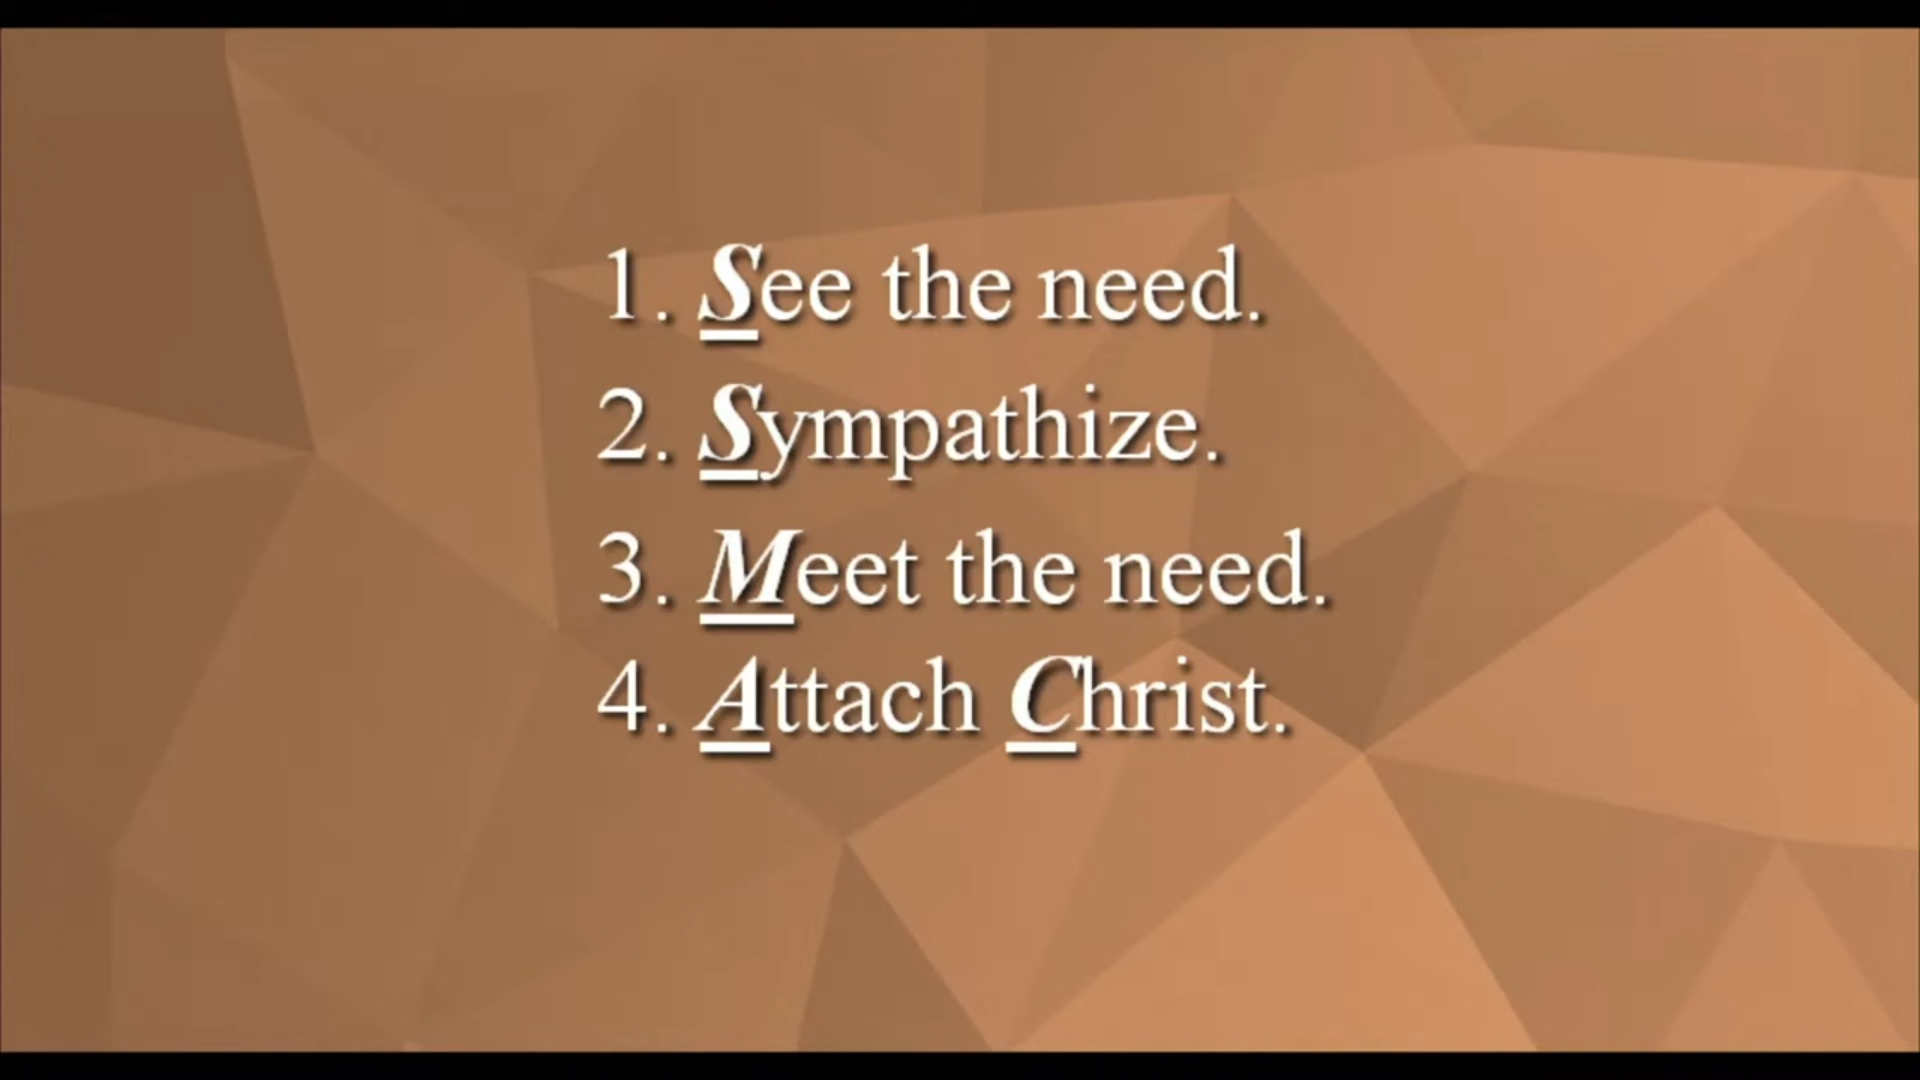 1. See the need.
2. Sympathize.
3. Meet the need.
4. Attach Christ.